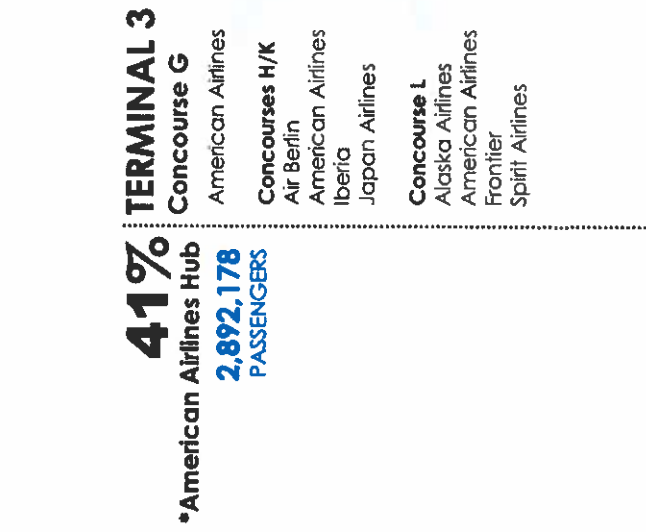 41%
*American Airlines Hub
2,892,178
PASSENGERS
TERMINAL 3
Concourse G
American Airlines
Concourses H/K
Air Berlin
American Airlines
Iberia
Japan Airlines
Concourse L
Alaska Airlines
American Airlines
Frontier
Spirit Airlines